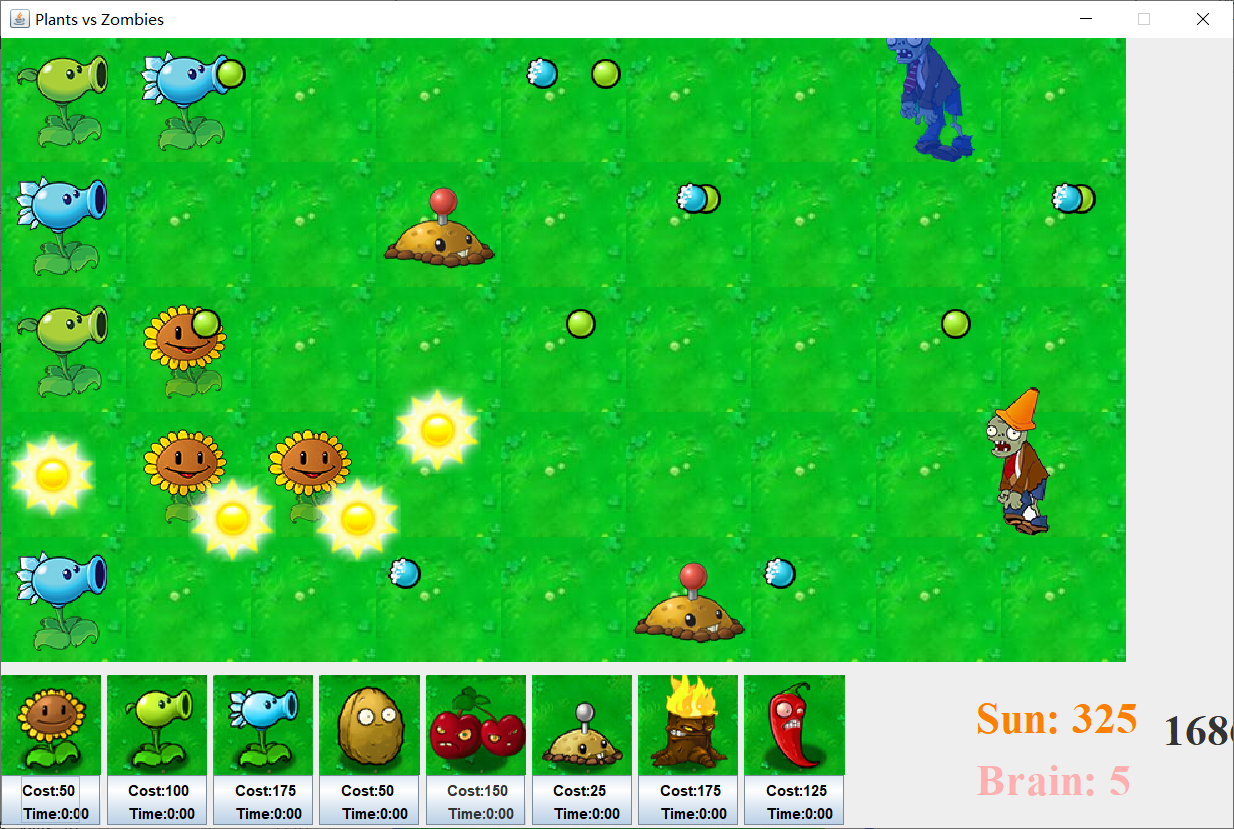 Plants vs Zombies
Sun: 325
Brain: 5
Cost:50 Cost:100 Cost:175 Cost:50 Cost:150 Cost:25 Cost:175 Cost:125
Time:0:00 Time:0:00 Time:0:00 Time:0:00 Time:0:00 Time:0:00 Time:0:00 Time:0:00